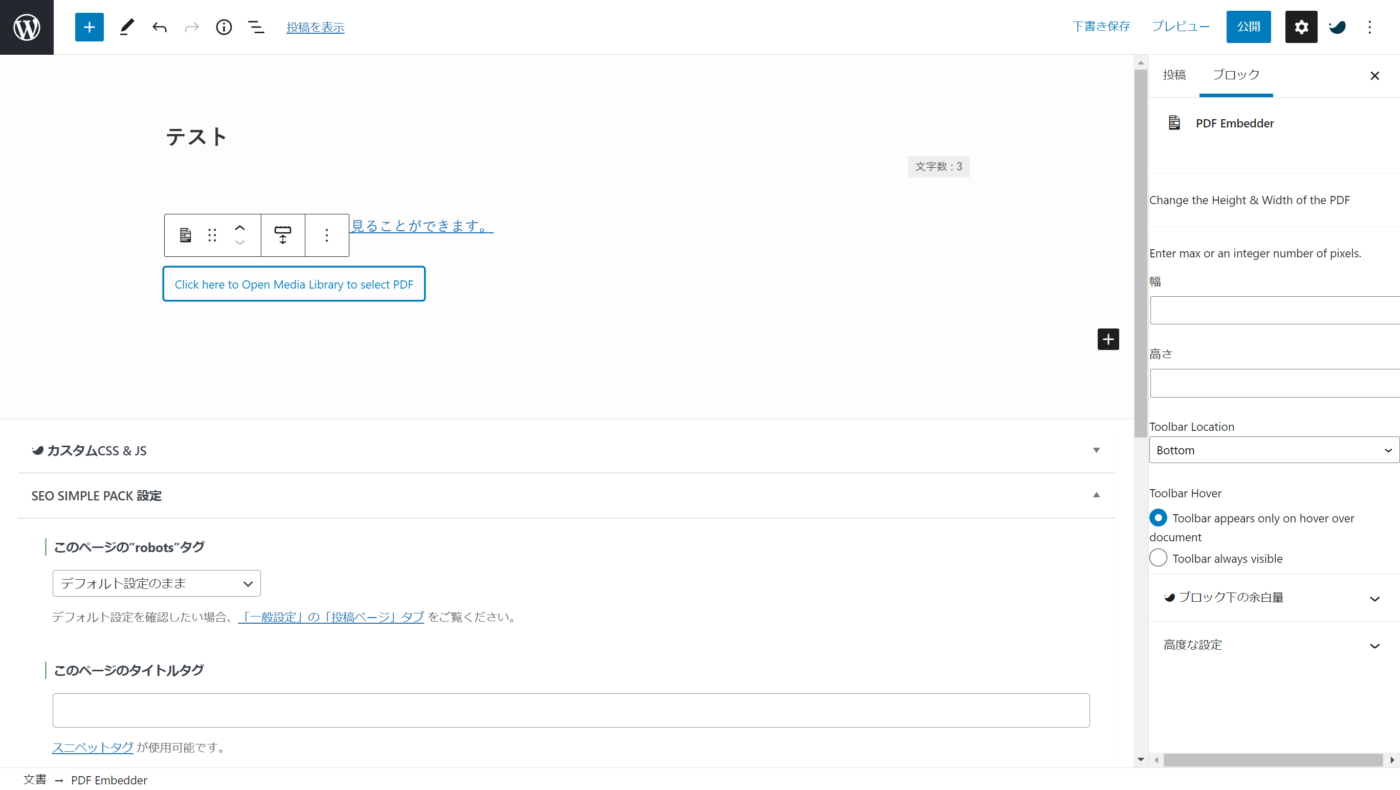 投稿を表示
下書き保存
プレビュー
公開
投稿
ブロック
PDF Embedder
テスト
文字数 : 3
見ることができます。
Click here to Open Media Library to select PDF
Change the Height & Width of the PDF
Enter max or an integer number of pixels.
幅
高さ
Toolbar Location
Bottom
Toolbar Hover
Toolbar appears only on hover over
document
Toolbar always visible
ブロック下の余白量
高度な設定
カスタムCSS & JS
SEO SIMPLE PACK 設定
このページの"robots"タグ
デフォルト設定のまま
デフォルト設定を確認したい場合、「一般設定」の「投稿ページ」タブ をご覧ください。
このページのタイトルタグ
スニペットタグ が使用可能です。
文書 → PDF Embedder